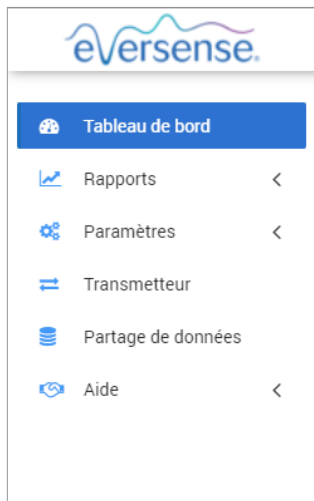 eversense.
Tableau de bord
Rapports
Paramètres
Transmetteur
Partage de données
Aide